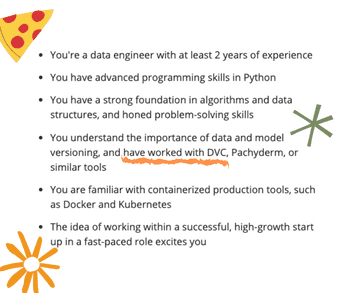 You're a data engineer with at least 2 years of experience
You have advanced programming skills in Python
You have a strong foundation in algorithms and data
structures, and honed problem-solving skills
You understand the importance of data and model
versioning, and have worked with DVC, Pachyderm, or
similar tools
You are familiar with containerized production tools, such
as Docker and Kubernetes
The idea of working within a successful, high-growth start
up in a fast-paced role excites you